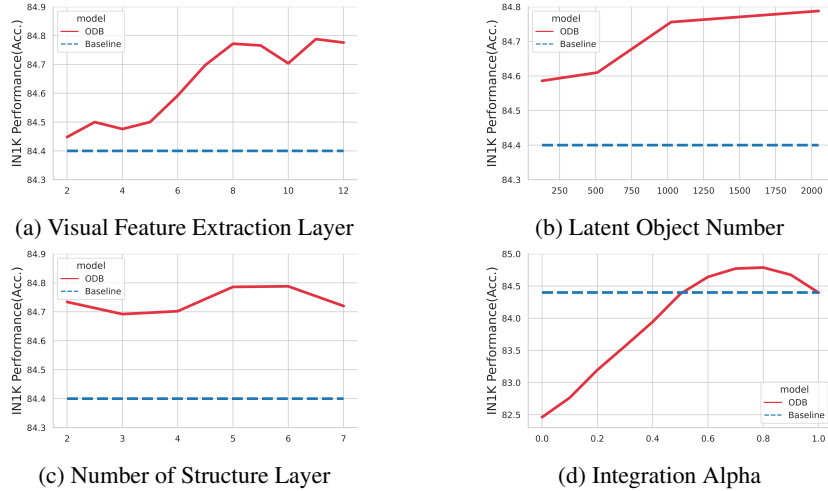 84.9
84.8
84.7
84.6
84.5
84.4
84.3
IN1K Performance(Acc.)
model
ODB
Baseline
2 4 6 8 10 12
(a) Visual Feature Extraction Layer
84.8
84.7
84.6
84.5
84.4
84.3
IN1K Performance(Acc.)
model
ODB
Baseline
250 500 750 1000 1250 1500 1750 2000
(b) Latent Object Number
84.9
84.8
84.7
84.6
84.5
84.4
84.3
IN1K Performance(Acc.)
model
ODB
Baseline
2 3 4 5 6 7
(c) Number of Structure Layer
85.0
84.5
84.0
83.5
83.0
82.5
IN1K Performance(Acc.)
model
ODB
Baseline
0.0 0.2 0.4 0.6 0.8 1.0
(d) Integration Alpha